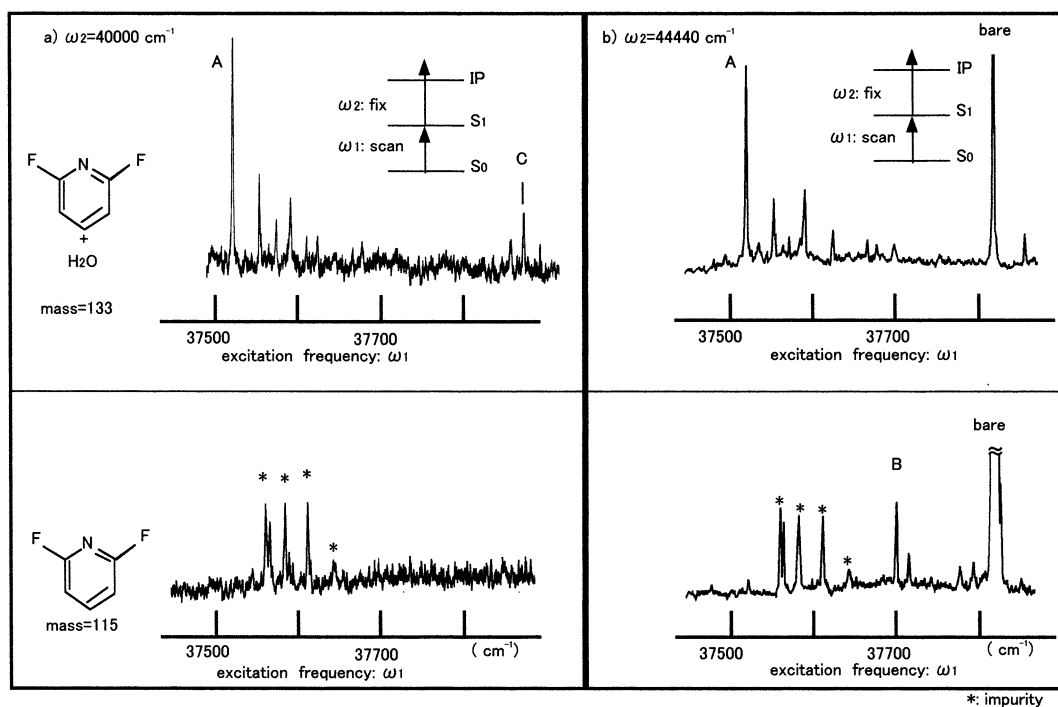 a) ω2=40000 cm⁻¹
A
IP
ω2: fix
S1
ω1: scan
S0
C
F
N
F
+
H2O
mass=133
37500
37700
excitation frequency: ω1
b) ω2=44440 cm⁻¹
bare
A
IP
ω2: fix
S1
ω1: scan
S0
37500
37700
excitation frequency: ω1
* * *
*
F
N
F
mass=115
37500
37700
( cm⁻¹)
excitation frequency: ω1
bare
B
* * *
*
37500
37700
( cm⁻¹)
excitation frequency: ω1
*: impurity